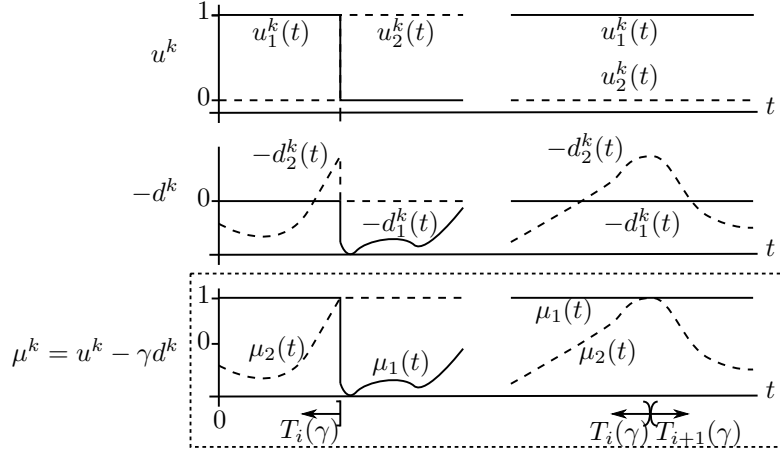 1
u^k
u_1^k(t) u_2^k(t) u_1^k(t)
u_2^k(t)
0
t
-d_2^k(t) -d_2^k(t)
-d^k
0
-d_1^k(t) -d_1^k(t)
t
1
μ_1(t)
0
μ^k = u^k − γd^k
μ_2(t) μ_1(t) μ_2(t)
t
0
T_i(γ) T_i(γ) T_{i+1}(γ)